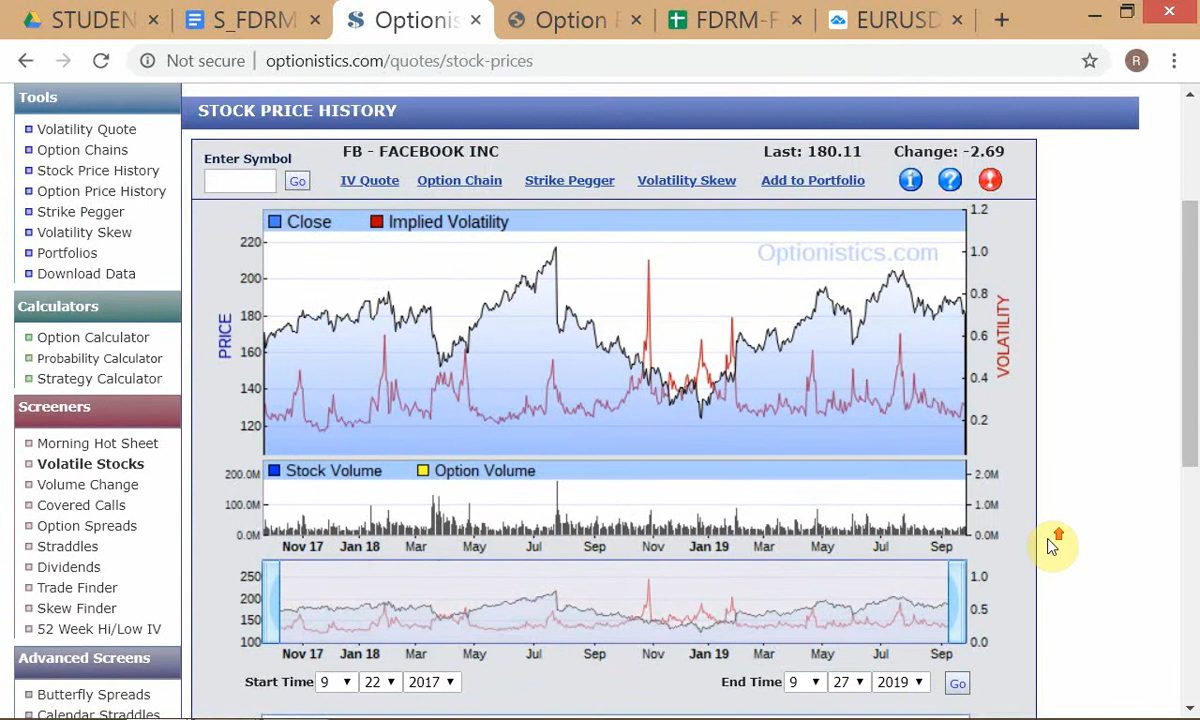 STUDEN
S_FDRM
Optionis
Option
FDRM-F
EURUSD
Not secure
optionistics.com/quotes/stock-prices
R
Tools
Volatility Quote
Option Chains
Stock Price History
Option Price History
Strike Pegger
Volatility Skew
Portfolios
Download Data
Calculators
Option Calculator
Probability Calculator
Strategy Calculator
Screeners
Morning Hot Sheet
Volatile Stocks
Volume Change
Covered Calls
Option Spreads
Straddles
Dividends
Trade Finder
Skew Finder
52 Week Hi/Low IV
Advanced Screens
Butterfly Spreads
Calendar Straddles
STOCK PRICE HISTORY
Enter Symbol
FB - FACEBOOK INC
Last: 180.11
Change: -2.69
Go
IV Quote
Option Chain
Strike Pegger
Volatility Skew
Add to Portfolio
Close
Implied Volatility
Optionistics.com
220
200
180
160
140
120
PRICE
1.2
1.0
0.8
0.6
0.4
0.2
VOLATILITY
Stock Volume
Option Volume
200.0M
100.0M
0.0M
2.0M
1.0M
0.0M
Nov 17 Jan 18 Mar May Jul Sep Nov Jan 19 Mar May Jul Sep
250
200
150
100
1.0
0.5
0.0
Nov 17 Jan 18 Mar May Jul Sep Nov Jan 19 Mar May Jul Sep
Start Time 9 22 2017
End Time 9 27 2019 Go